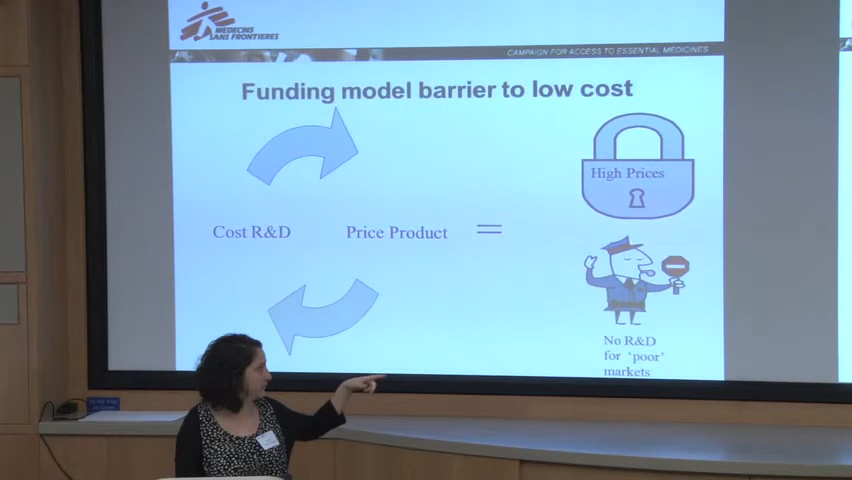 MEDECINS
SANS FRONTIERES
CAMPAIGN FOR ACCESS TO ESSENTIAL MEDICINES
Funding model barrier to low cost
High Prices
Cost R&D
Price Product
=
No R&D
for ‘poor’
markets